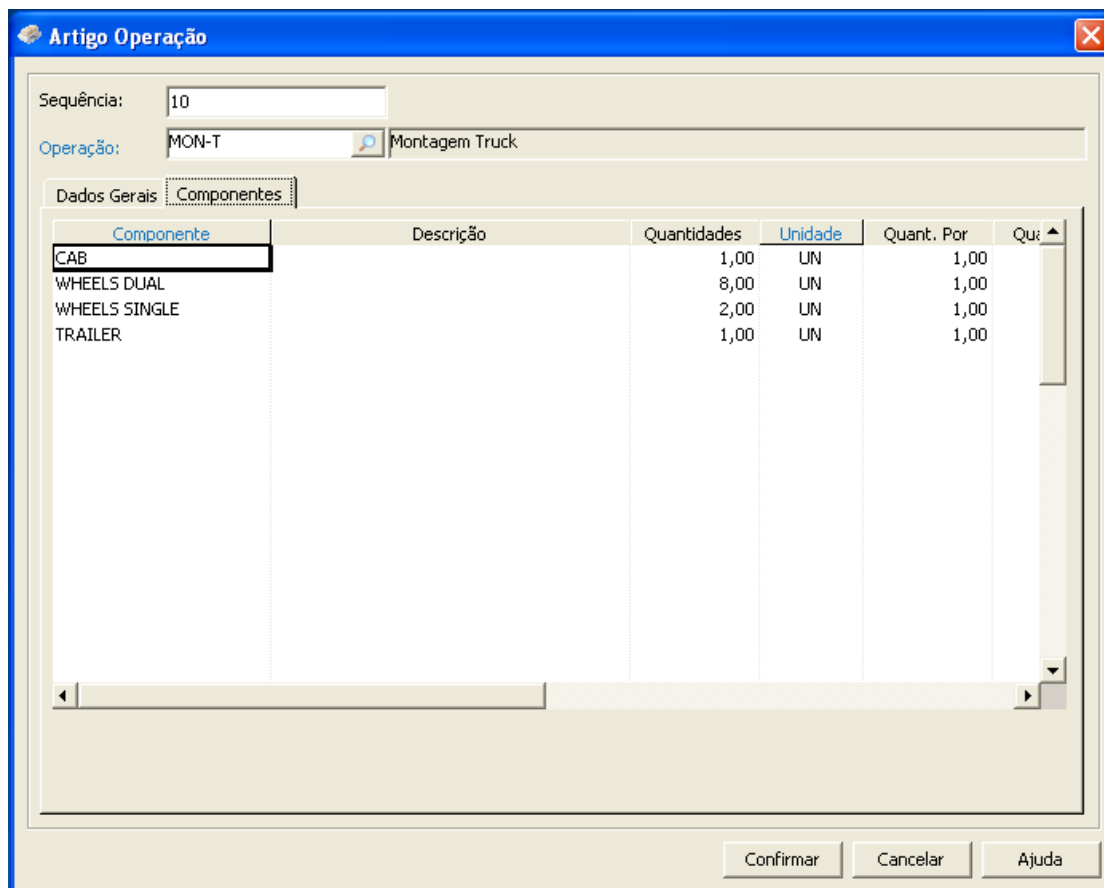 Artigo Operação
Sequência: 10
Operação: MON-T Montagem Truck
Dados Gerais Componentes
Componente Descrição Quantidades Unidade Quant. Por Qua
CAB 1,00 UN 1,00
WHEELS DUAL 8,00 UN 1,00
WHEELS SINGLE 2,00 UN 1,00
TRAILER 1,00 UN 1,00
Confirmar Cancelar Ajuda